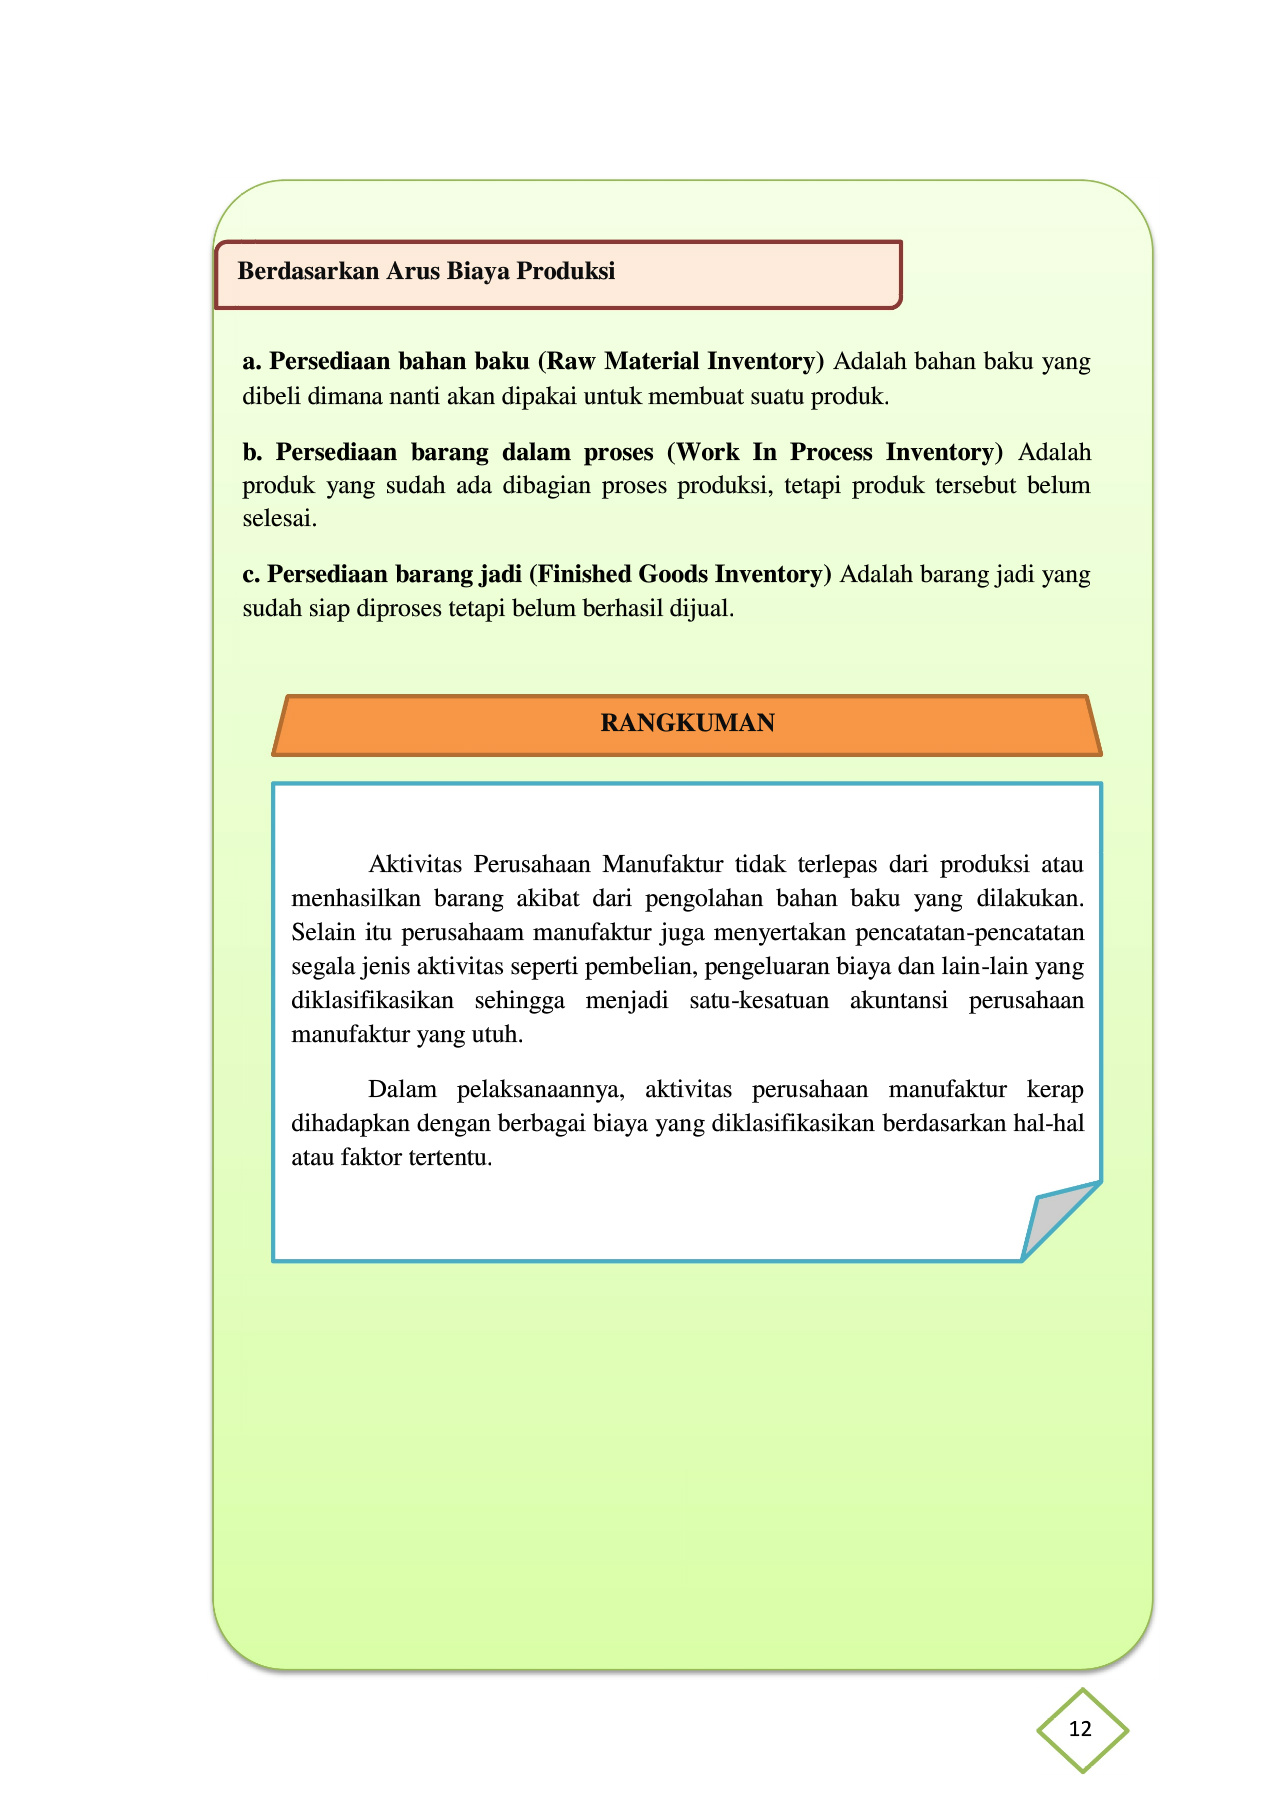 Berdasarkan Arus Biaya Produksi
a. Persediaan bahan baku (Raw Material Inventory) Adalah bahan baku yang
dibeli dimana nanti akan dipakai untuk membuat suatu produk.
b. Persediaan barang dalam proses (Work In Process Inventory) Adalah
produk yang sudah ada dibagian proses produksi, tetapi produk tersebut belum
selesai.
c. Persediaan barang jadi (Finished Goods Inventory) Adalah barang jadi yang
sudah siap diproses tetapi belum berhasil dijual.
RANGKUMAN
Aktivitas Perusahaan Manufaktur tidak terlepas dari produksi atau
menhasilkan barang akibat dari pengolahan bahan baku yang dilakukan.
Selain itu perusahaam manufaktur juga menyertakan pencatatan-pencatatan
segala jenis aktivitas seperti pembelian, pengeluaran biaya dan lain-lain yang
diklasifikasikan sehingga menjadi satu-kesatuan akuntansi perusahaan
manufaktur yang utuh.
Dalam pelaksanaannya, aktivitas perusahaan manufaktur kerap
dihadapkan dengan berbagai biaya yang diklasifikasikan berdasarkan hal-hal
atau faktor tertentu.
12